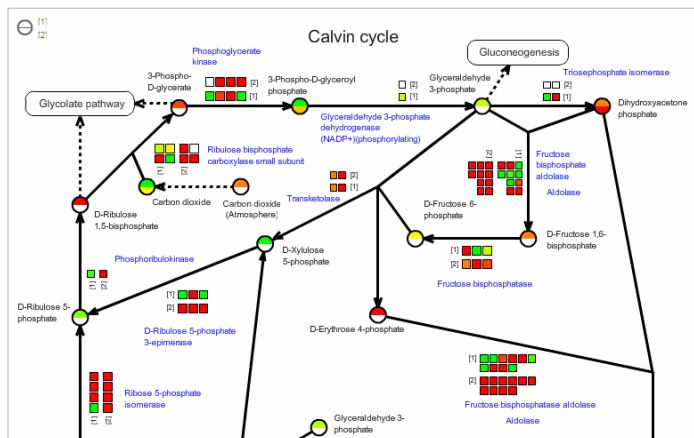 [1]
[2]
Calvin cycle
Gluconeogenesis
Phosphoglycerate
kinase
3-Phospho-
D-glycerate
[2]
[1]
3-Phospho-D-glyceroyl
phosphate
[2]
[1]
Glyceraldehyde
3-phosphate
Triosephosphate isomerase
[2]
[1]
Dihydroxyacetone
phosphate
Glycolate pathway
Glyceraldehyde 3-phosphate
dehydrogenase
(NADP+)(phosphorylating)
Ribulose bisphosphate
carboxylase small subunit
[1]
[2]
[2]
[1]
Fructose
bisphosphate
aldolase
Aldolase
[2]
[1]
Transketolase
Carbon dioxide
Carbon dioxide
(Atmosphere)
D-Ribulose
1,5-bisphosphate
D-Fructose 6-
phosphate
D-Fructose 1,6-
bisphosphate
D-Xylulose
5-phosphate
[1]
[2]
Fructose bisphosphatase
Phosphoribulokinase
[1]
[2]
D-Ribulose 5-
phosphate
[1]
[2]
D-Ribulose 5-phosphate
3-epimerase
D-Erythrose 4-phosphate
[1]
[2]
Fructose bisphosphatase aldolase
Aldolase
Ribose 5-phosphate
isomerase
[1]
[2]
Glyceraldehyde 3-
phosphate